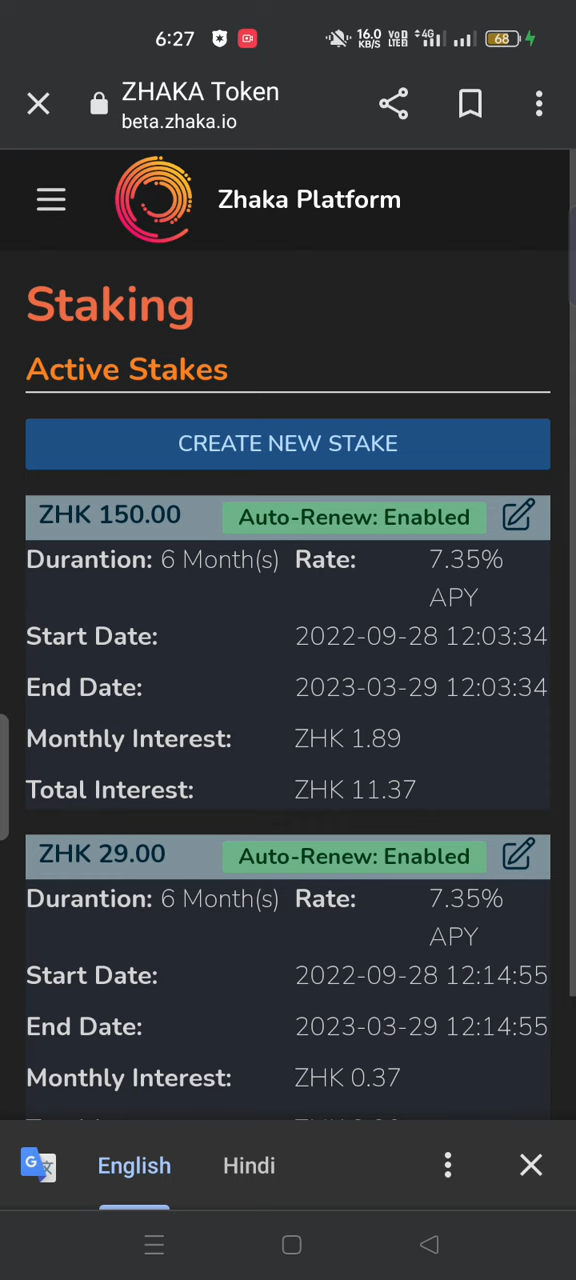 6:27 16.0 KB/S VoD LTE2 4G 68
ZHAKA Token
beta.zhaka.io
Zhaka Platform
Staking
Active Stakes
CREATE NEW STAKE
ZHK 150.00 Auto-Renew: Enabled
Durantion: 6 Month(s) Rate: 7.35%
APY
Start Date: 2022-09-28 12:03:34
End Date: 2023-03-29 12:03:34
Monthly Interest: ZHK 1.89
Total Interest: ZHK 11.37
ZHK 29.00 Auto-Renew: Enabled
Durantion: 6 Month(s) Rate: 7.35%
APY
Start Date: 2022-09-28 12:14:55
End Date: 2023-03-29 12:14:55
Monthly Interest: ZHK 0.37
G English Hindi